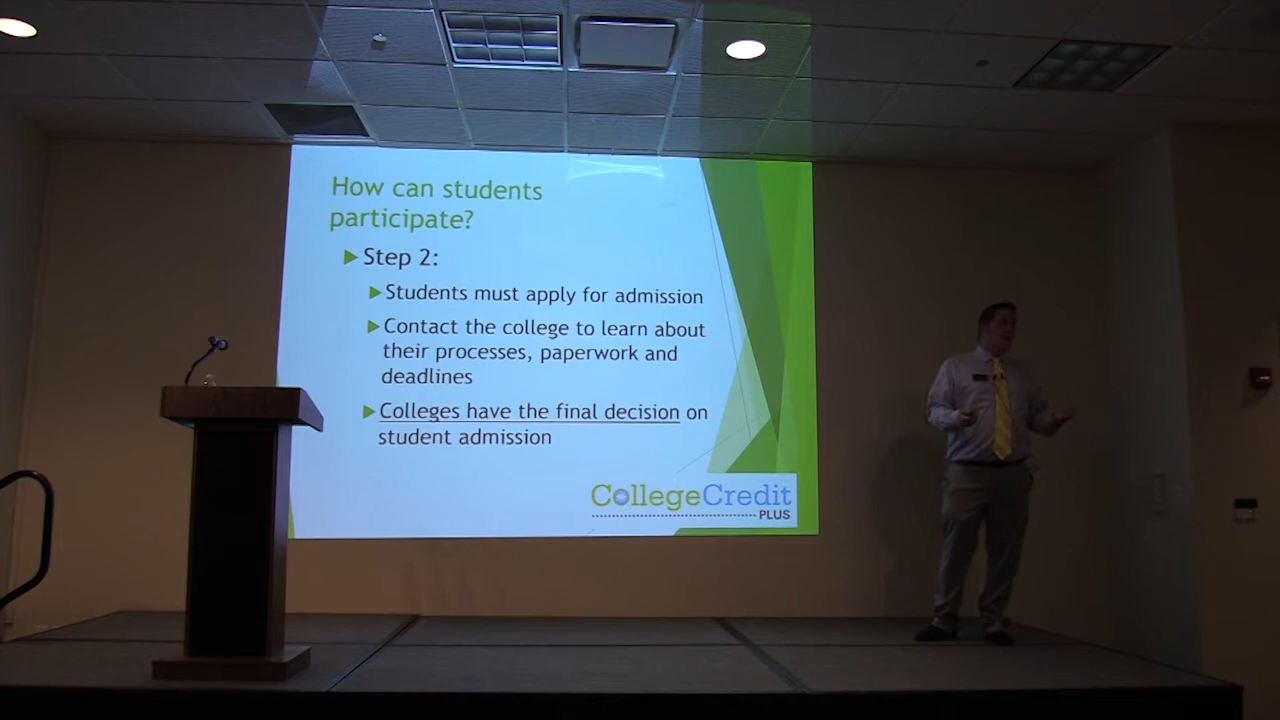 How can students
participate?
Step 2:
Students must apply for admission
Contact the college to learn about
their processes, paperwork and
deadlines
Colleges have the final decision on
student admission
CollegeCredit
PLUS